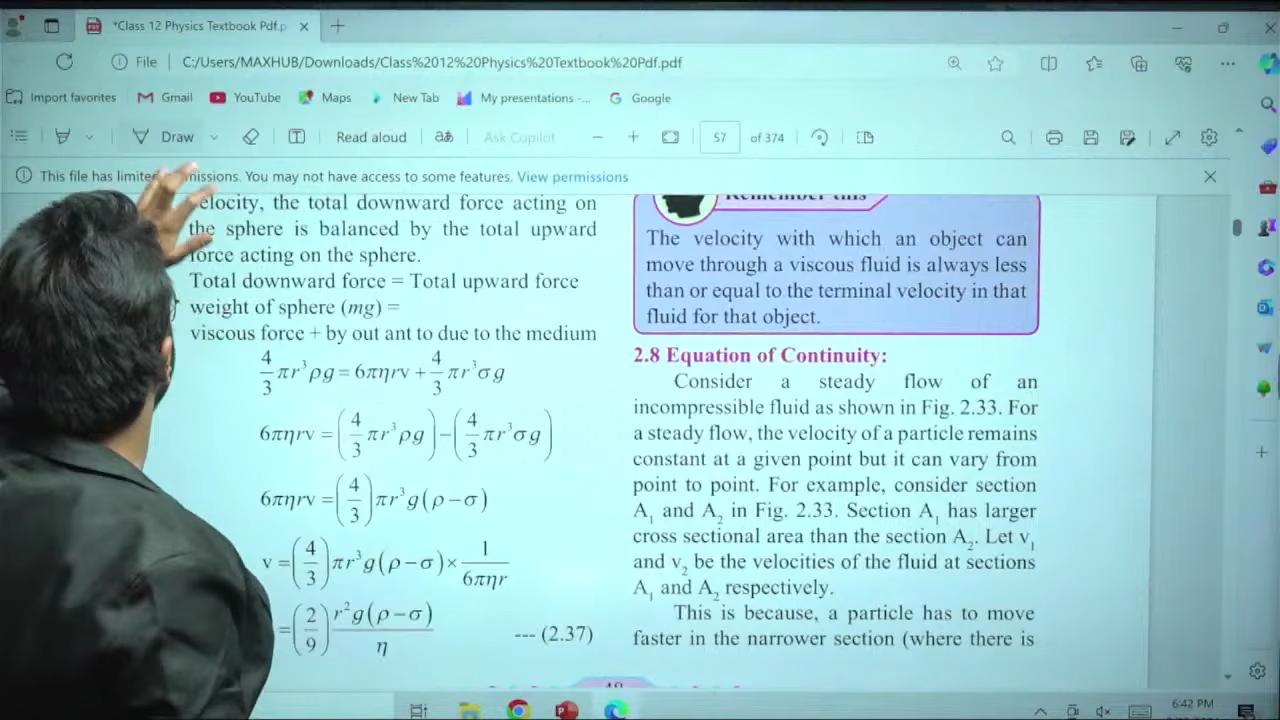 *Class 12 Physics Textbook Pdf.p
File C:/Users/MAXHUB/Downloads/Class%2012%20Physics%20Textbook%20Pdf.pdf
Import favorites Gmail YouTube Maps New Tab My presentations -... Google
Draw Read aloud aあ Ask Copilot 57 of 374
This file has limited permissions. You may not have access to some features. View permissions
velocity, the total downward force acting on
the sphere is balanced by the total upward
force acting on the sphere.
Total downward force = Total upward force
weight of sphere (mg) =
viscous force + by out ant to due to the medium
4/3 πr³ρg = 6πηrv + 4/3 πr³σg
6πηrv = (4/3 πr³ρg) − (4/3 πr³σg)
6πηrv = (4/3) πr³g(ρ−σ)
v = (4/3) πr³g(ρ−σ) × 1/6πηr
= (2/9) r²g(ρ−σ)/η --- (2.37)
Remember this
The velocity with which an object can
move through a viscous fluid is always less
than or equal to the terminal velocity in that
fluid for that object.
2.8 Equation of Continuity:
Consider a steady flow of an
incompressible fluid as shown in Fig. 2.33. For
a steady flow, the velocity of a particle remains
constant at a given point but it can vary from
point to point. For example, consider section
A₁ and A₂ in Fig. 2.33. Section A₁ has larger
cross sectional area than the section A₂. Let v₁
and v₂ be the velocities of the fluid at sections
A₁ and A₂ respectively.
This is because, a particle has to move
faster in the narrower section (where there is
6:42 PM